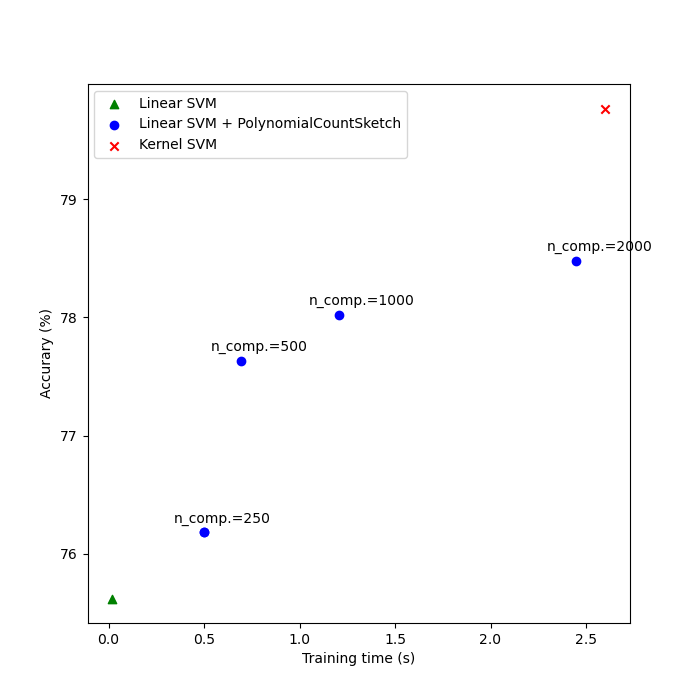 Linear SVM
Linear SVM + PolynomialCountSketch
Kernel SVM
79
n_comp.=2000
78
n_comp.=1000
n_comp.=500
77
n_comp.=250
76
Accurary (%)
0.0 0.5 1.0 1.5 2.0 2.5
Training time (s)